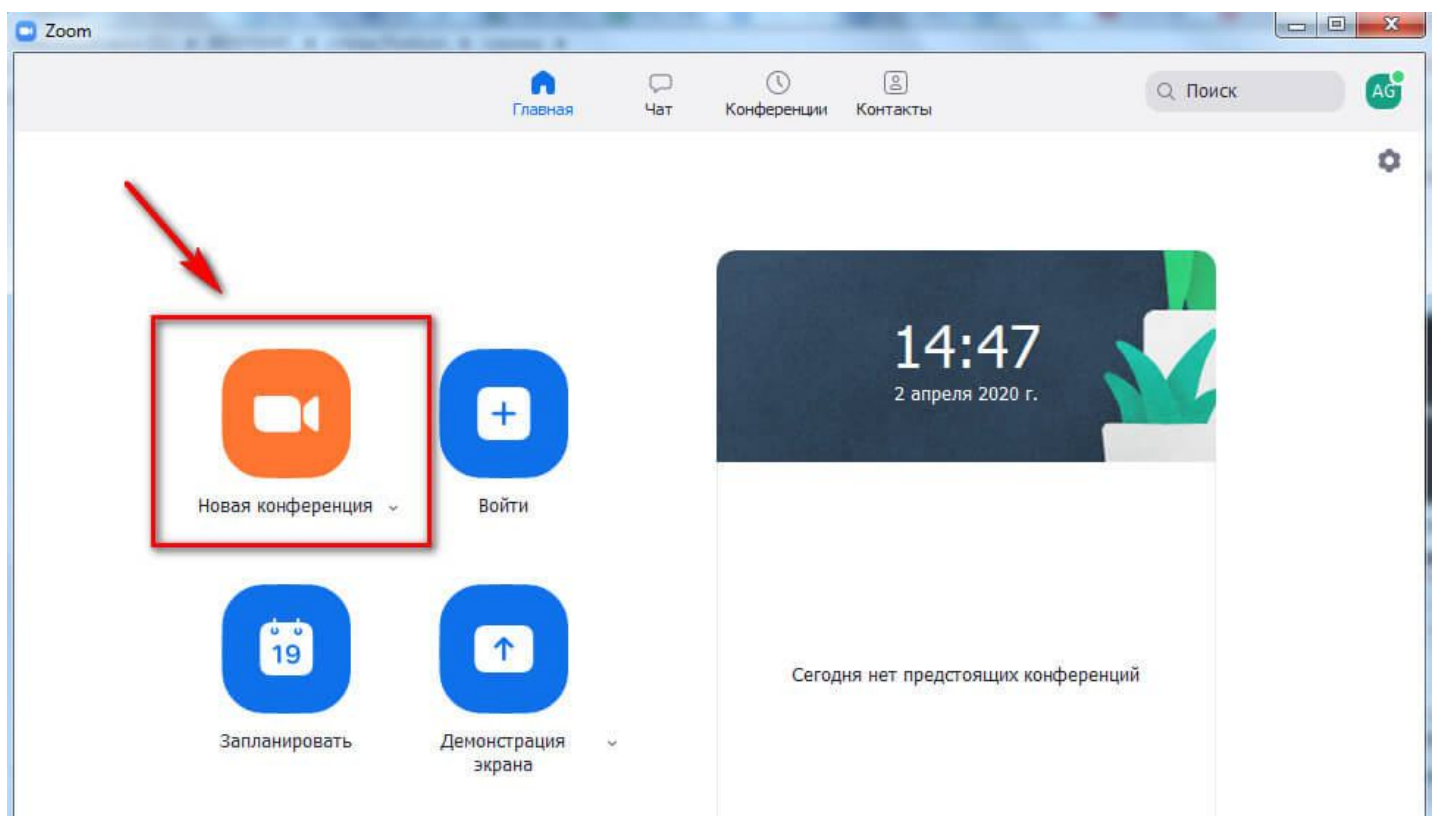 Zoom
Главная
Чат
Конференции
Контакты
Поиск
AG
14:47
2 апреля 2020 г.
Новая конференция
Войти
19
Запланировать
Демонстрация
экрана
Сегодня нет предстоящих конференций